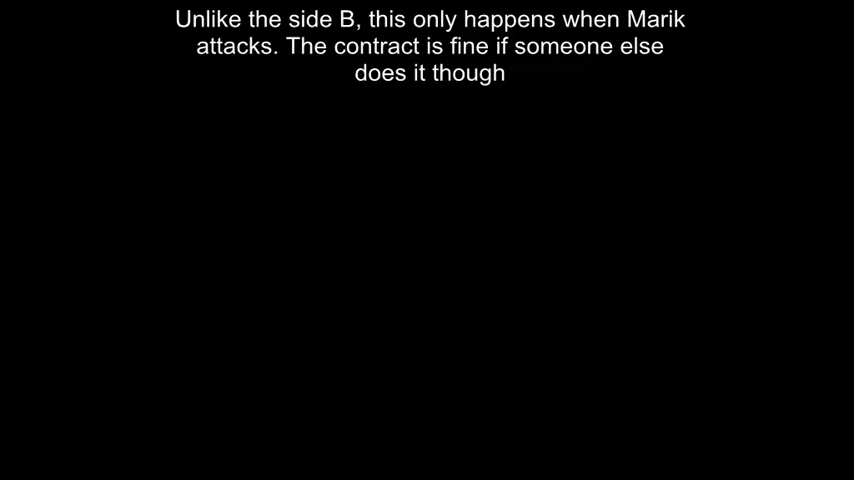 Unlike the side B, this only happens when Marik
attacks. The contract is fine if someone else
does it though